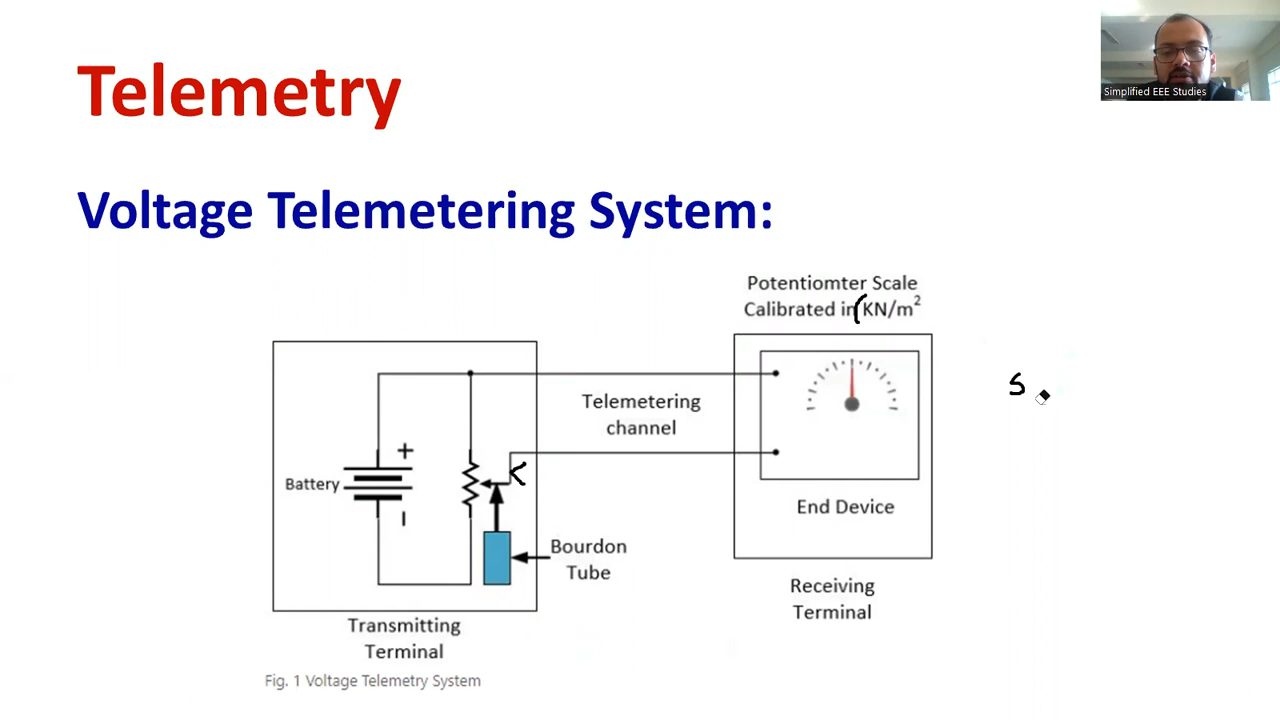 Simplified EEE Studies
Telemetry
Voltage Telemetering System:
Potentiomter Scale
Calibrated in (KN/m²
Telemetering
channel
S
+
Battery
End Device
Bourdon
Tube
Receiving
Terminal
Transmitting
Terminal
Fig. 1 Voltage Telemetry System